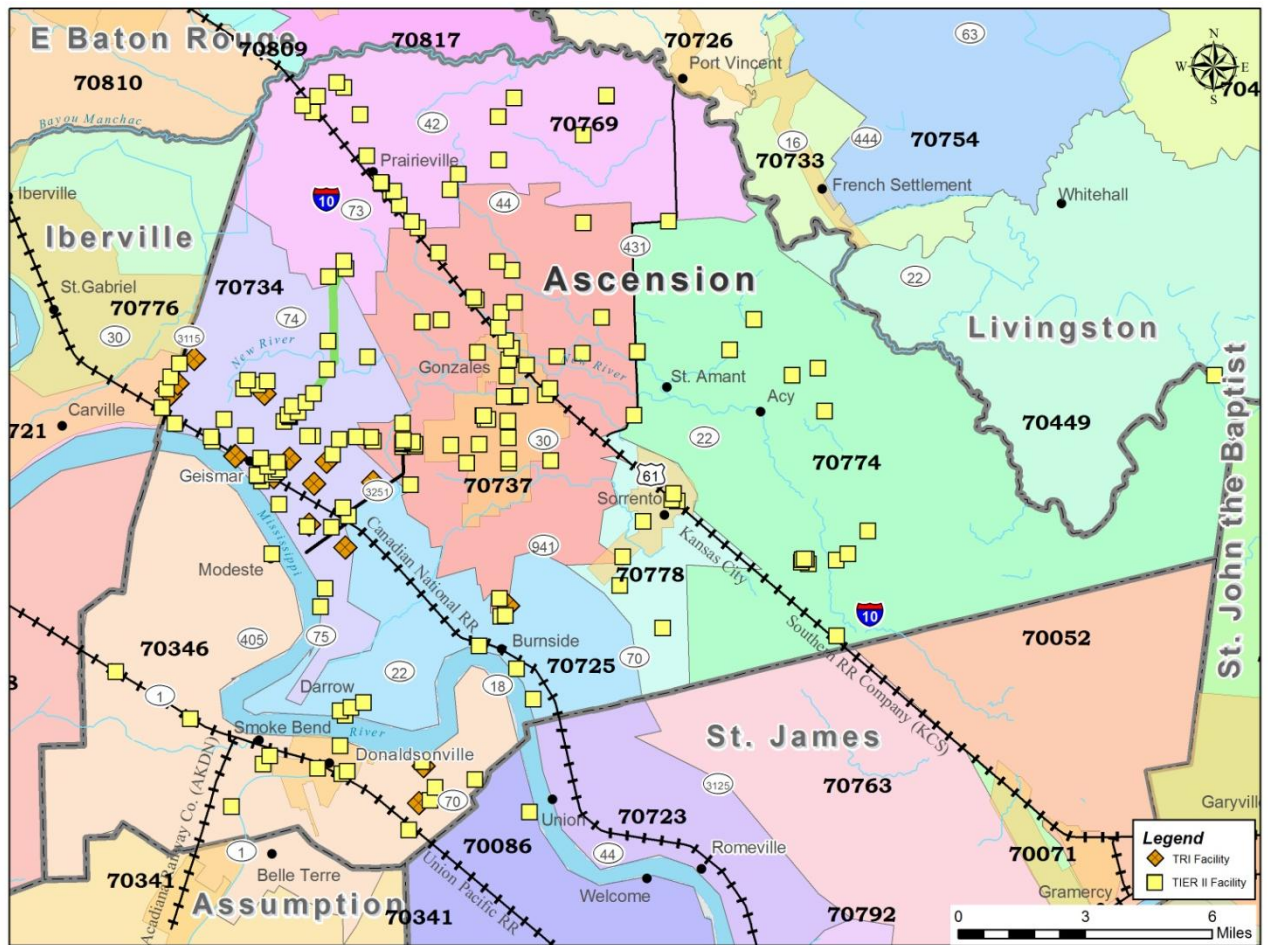 E Baton Rouge
70809
70817
70726
Port Vincent
63
N
W E
S
704
70810
Bayou Manchac
42
70769
16
444
70754
70733
Prairieville
French Settlement
Iberville
Whitehall
10
73
44
Iberville
431
22
St.Gabriel
70776
70734
74
Ascension
Livingston
30
3115
New River
Gonzales
New River
St. Amant
Acy
Carville
721
70449
22
30
70774
St. John the Baptist
Geismar
70737
61
Sorrento
3251
Mississippi
Canadian National RR
941
Kansas City
Modeste
70778
10
Southern RR Company (KCS)
70346
405
75
Burnside
70725
70
70052
1
Darrow
22
18
River
Smoke Bend
Donaldsonville
St. James
3125
70763
Acadiana Railway Co. (AKDN)
70
Union
70723
Garyvill
1
70086
44
Romeville
70071
Belle Terre
70341
Union Pacific RR
Welcome
Gramercy
Assumption
70341
70792
Legend
TRI Facility
TIER II Facility
0 3 6
Miles